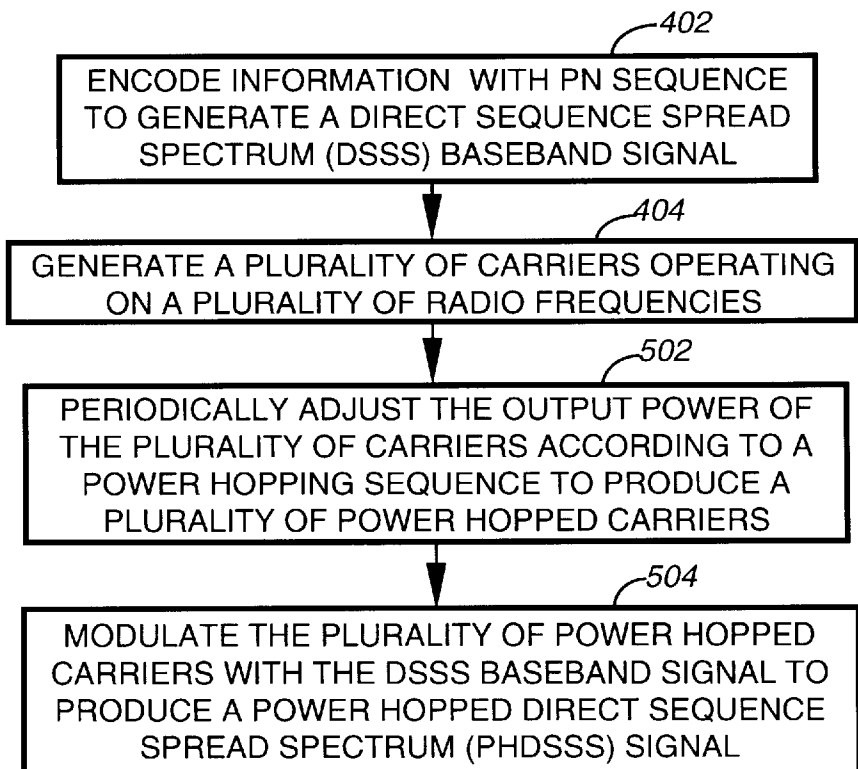 402
ENCODE INFORMATION WITH PN SEQUENCE
TO GENERATE A DIRECT SEQUENCE SPREAD
SPECTRUM (DSSS) BASEBAND SIGNAL
404
GENERATE A PLURALITY OF CARRIERS OPERATING
ON A PLURALITY OF RADIO FREQUENCIES
502
PERIODICALLY ADJUST THE OUTPUT POWER OF
THE PLURALITY OF CARRIERS ACCORDING TO A
POWER HOPPING SEQUENCE TO PRODUCE A
PLURALITY OF POWER HOPPED CARRIERS
504
MODULATE THE PLURALITY OF POWER HOPPED
CARRIERS WITH THE DSSS BASEBAND SIGNAL TO
PRODUCE A POWER HOPPED DIRECT SEQUENCE
SPREAD SPECTRUM (PHDSSS) SIGNAL